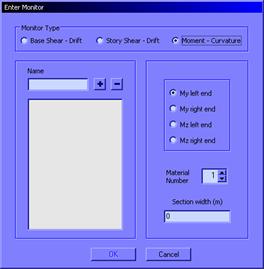 Enter Monitor
Monitor Type
Base Shear - Drift
Story Shear - Drift
Moment - Curvature
Name
+ -
My left end
My right end
Mz left end
Mz right end
Material
Number
1
Section width (m)
0
OK
Cancel